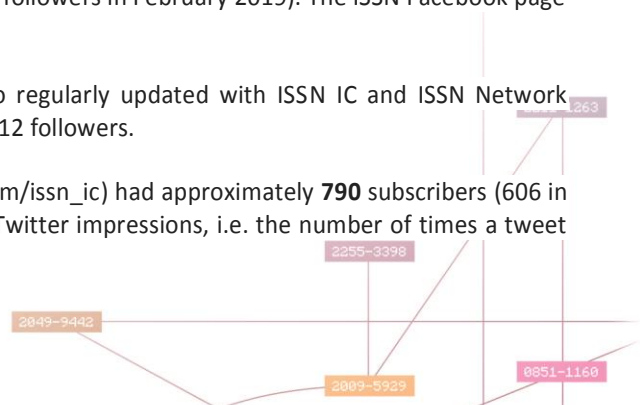 followers in February 2019). The ISSN Facebook page
regularly updated with ISSN IC and ISSN Network
12 followers.
m/issn_ic) had approximately 790 subscribers (606 in
Twitter impressions, i.e. the number of times a tweet
2255-3398
2049-9442
0851-1160
2009-5929